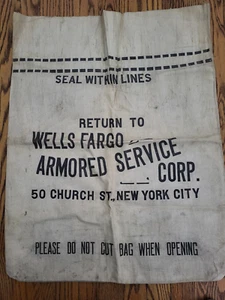 SEAL WITHIN LINES
RETURN TO
WELLS FARGO
ARMORED SERVICE
CORP.
50 CHURCH ST., NEW YORK CITY
PLEASE DO NOT CUT BAG WHEN OPENING